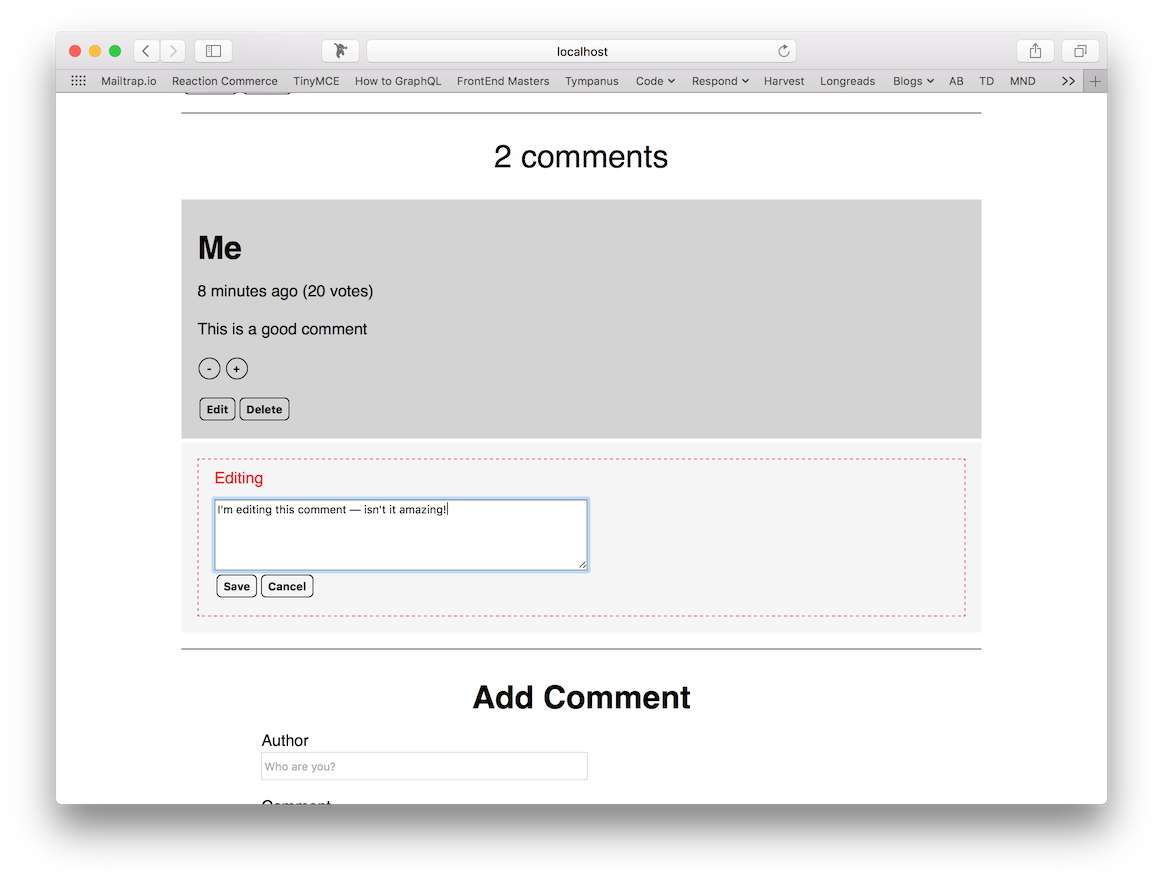 localhost
Mailtrap.io Reaction Commerce TinyMCE How to GraphQL FrontEnd Masters Tympanus Code Respond Harvest Longreads Blogs AB TD MND >> +
2 comments
Me
8 minutes ago (20 votes)
This is a good comment
- +
Edit Delete
Editing
I'm editing this comment — isn't it amazing!
Save Cancel
Add Comment
Author
Who are you?
Comment